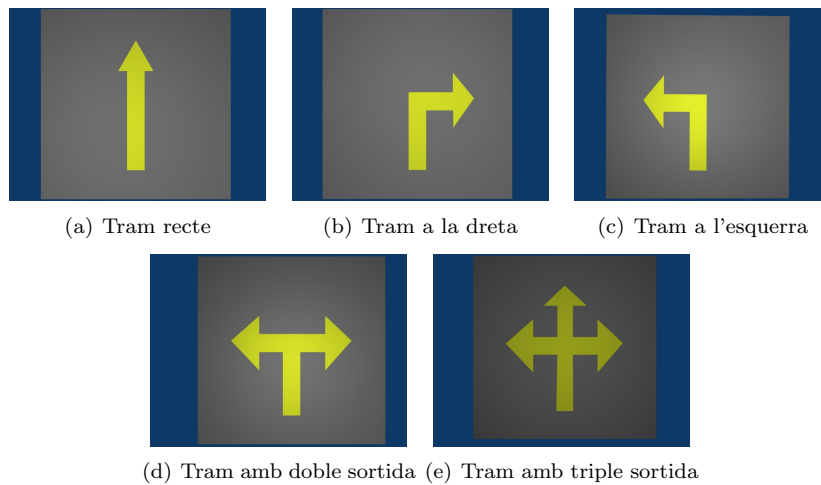 (a) Tram recte
(b) Tram a la dreta
(c) Tram a l'esquerra
(d) Tram amb doble sortida
(e) Tram amb triple sortida